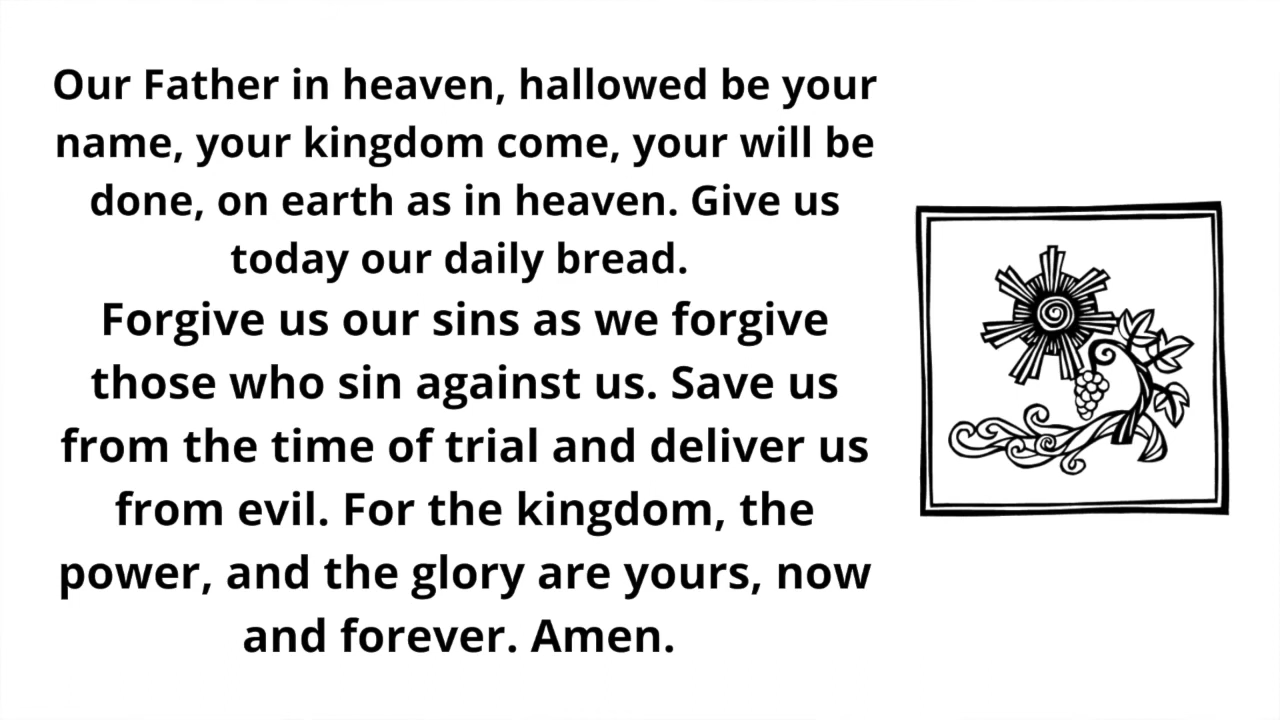 Our Father in heaven, hallowed be your
name, your kingdom come, your will be
done, on earth as in heaven. Give us
today our daily bread.
Forgive us our sins as we forgive
those who sin against us. Save us
from the time of trial and deliver us
from evil. For the kingdom, the
power, and the glory are yours, now
and forever. Amen.